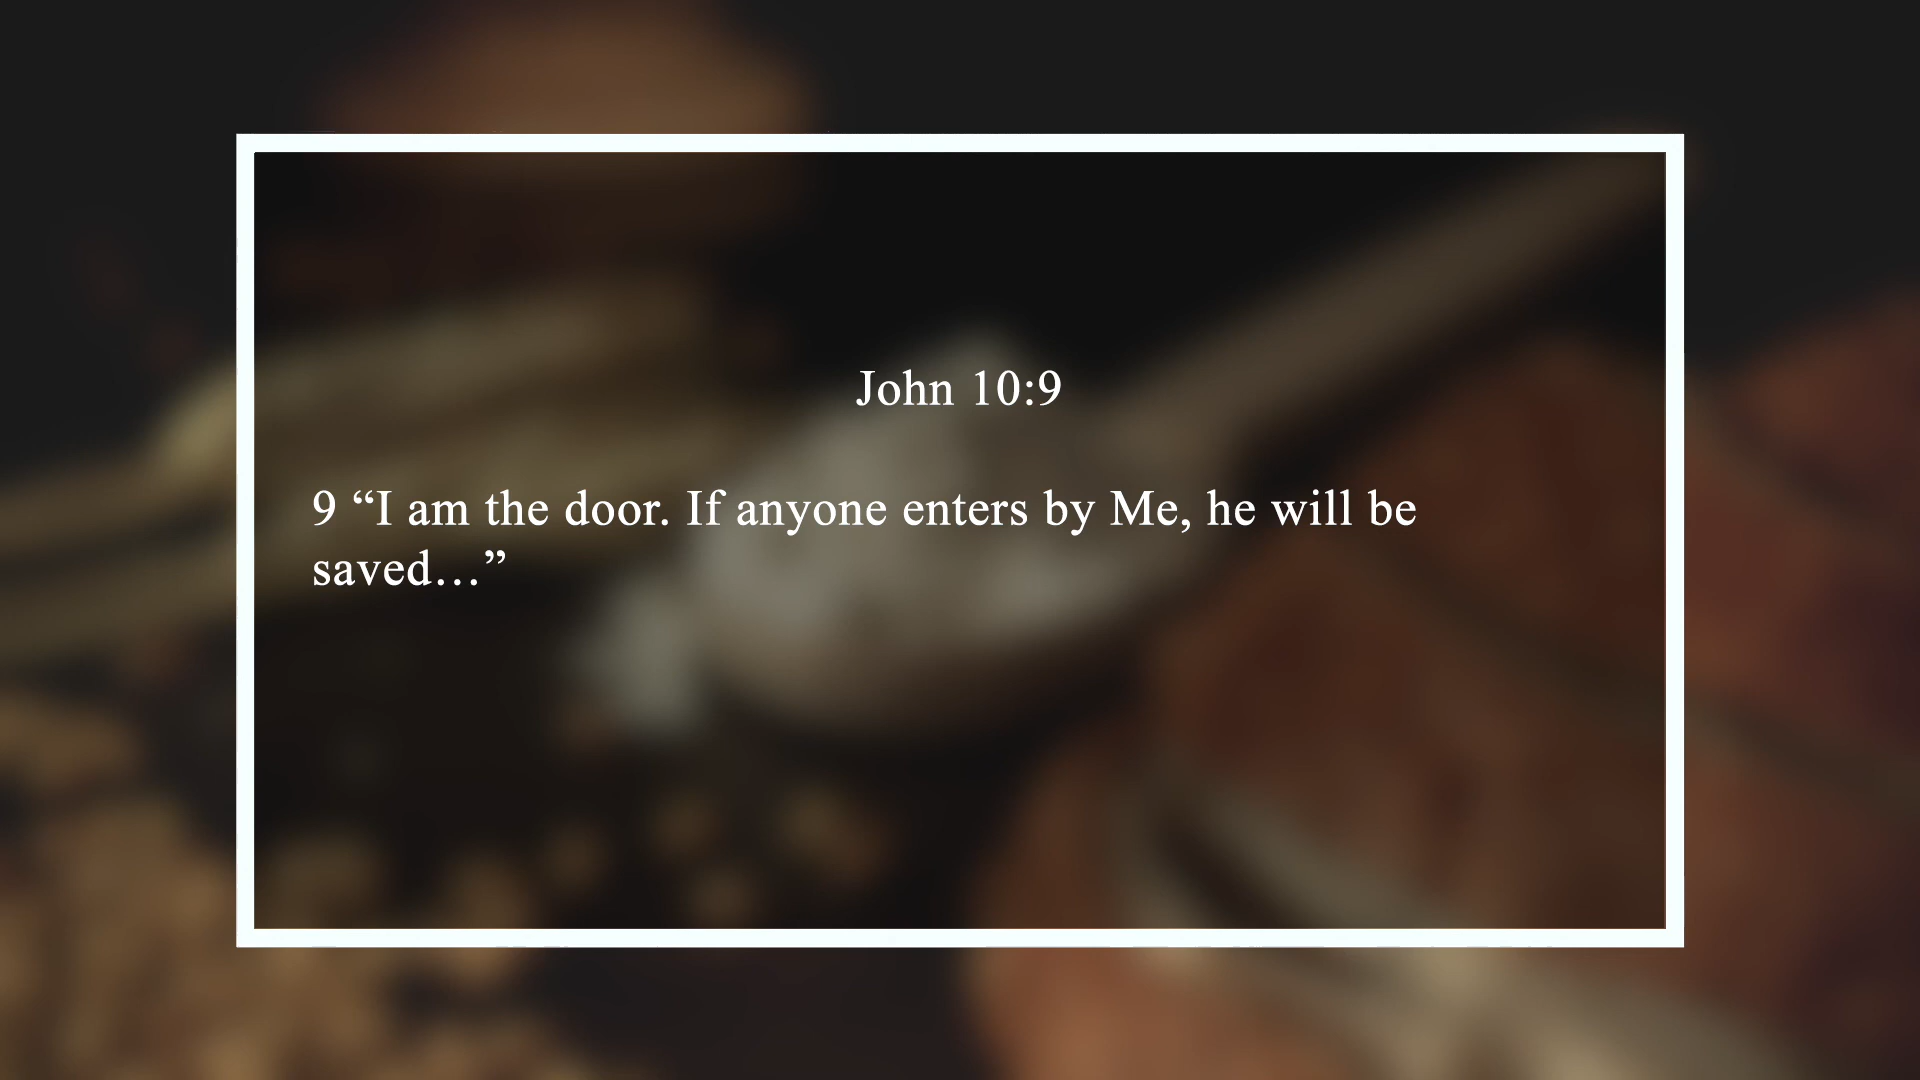 John 10:9
9 “I am the door. If anyone enters by Me, he will be
saved…”